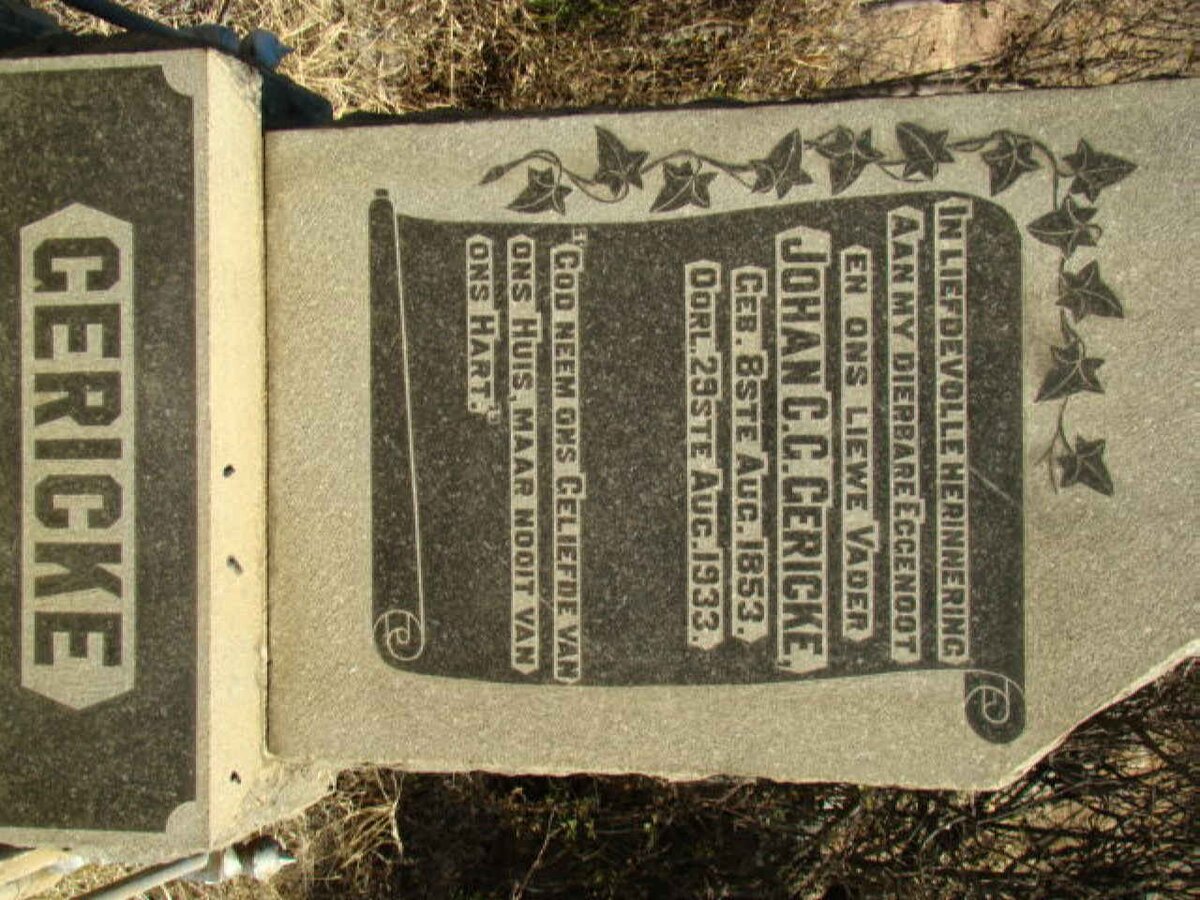 IN LIEFDEVOLLE HERINNERING
AAN MY DIERBARE EGGENOOT
EN ONS LIEWE VADER
JOHAN C.C.GERICKE,
GEB. 8STE AUG. 1853.
OORL. 29STE AUG. 1933.
"GOD NEEM ONS GELIEFDE VAN
ONS HUIS, MAAR NOOIT VAN
ONS HART."
GERICKE